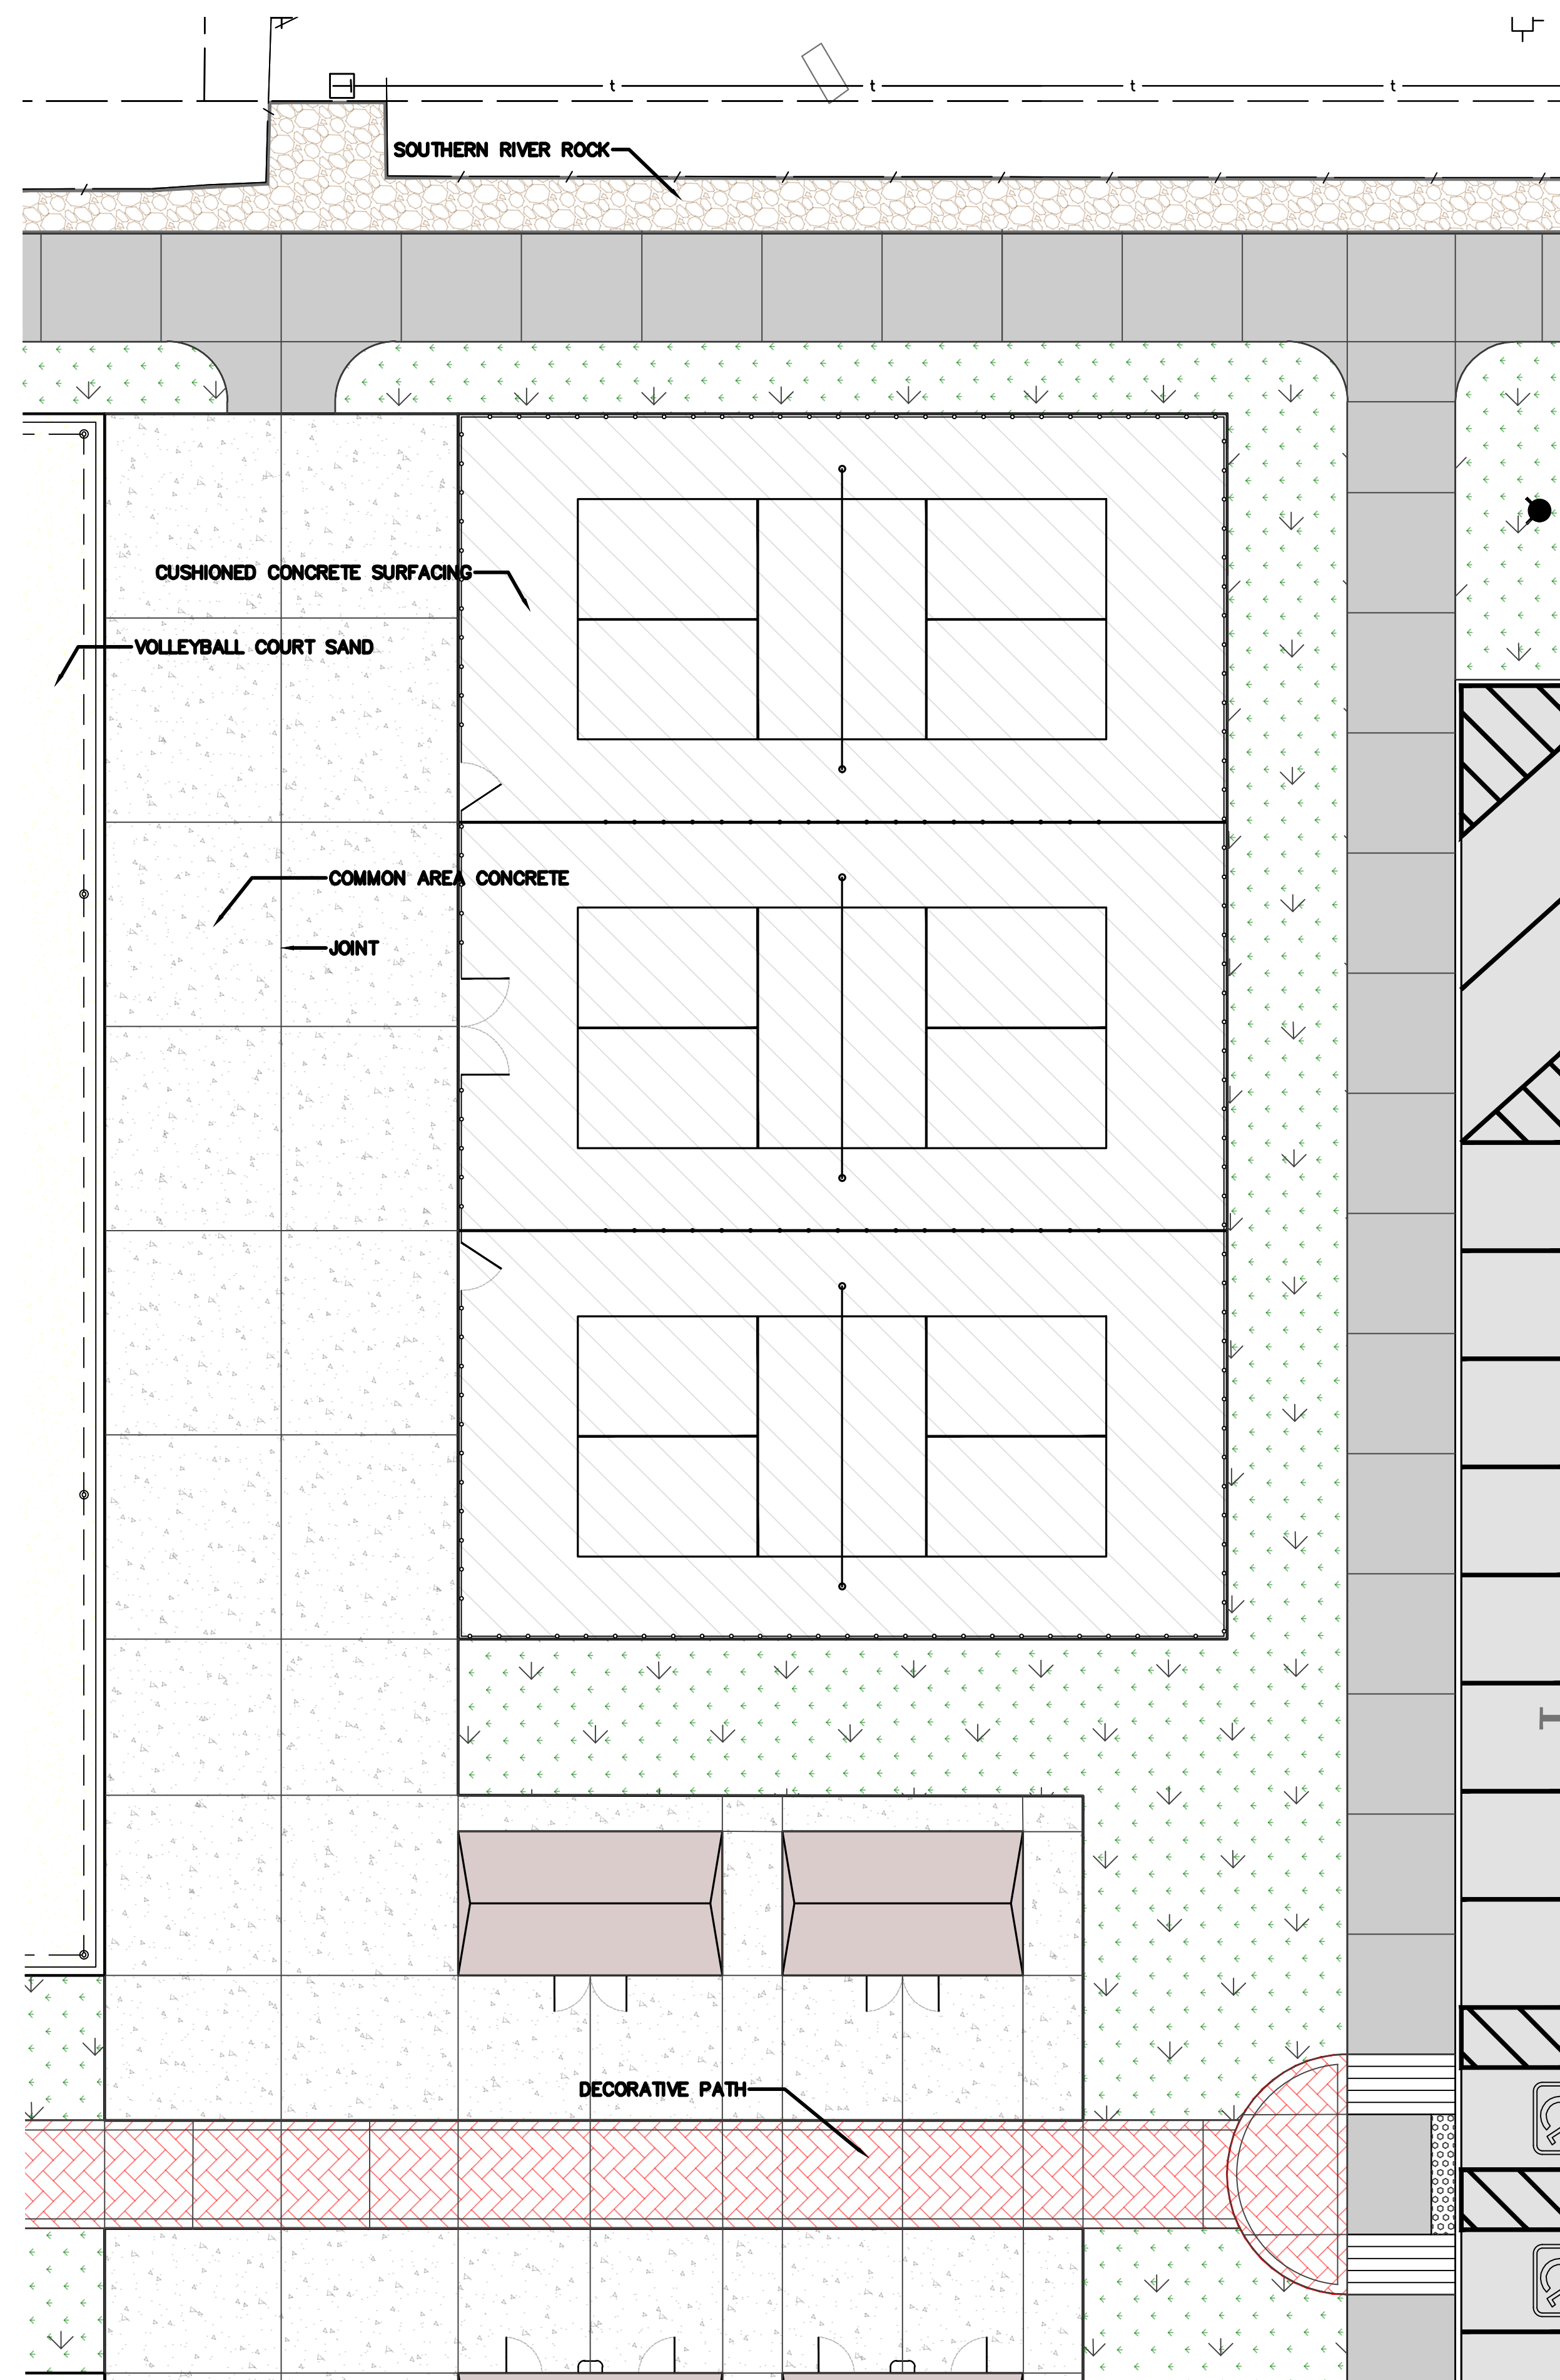 t t t t
SOUTHERN RIVER ROCK
CUSHIONED CONCRETE SURFACING
VOLLEYBALL COURT SAND
COMMON AREA CONCRETE
JOINT
DECORATIVE PATH